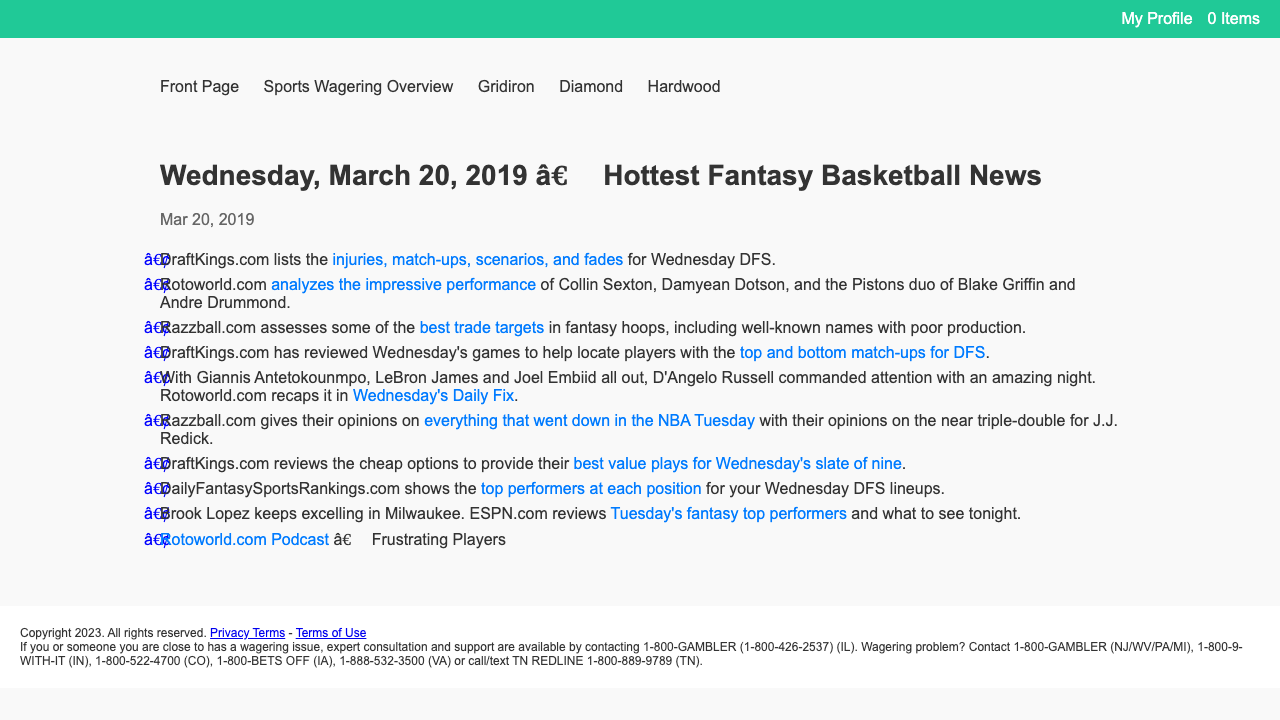 My Profile 0 Items
Front Page Sports Wagering Overview Gridiron Diamond Hardwood
Wednesday, March 20, 2019 â€ Hottest Fantasy Basketball News
Mar 20, 2019
DraftKings.com lists the injuries, match-ups, scenarios, and fades for Wednesday DFS.
Rotoworld.com analyzes the impressive performance of Collin Sexton, Damyean Dotson, and the Pistons duo of Blake Griffin and
Andre Drummond.
Razzball.com assesses some of the best trade targets in fantasy hoops, including well-known names with poor production.
DraftKings.com has reviewed Wednesday's games to help locate players with the top and bottom match-ups for DFS.
With Giannis Antetokounmpo, LeBron James and Joel Embiid all out, D'Angelo Russell commanded attention with an amazing night.
Rotoworld.com recaps it in Wednesday's Daily Fix.
Razzball.com gives their opinions on everything that went down in the NBA Tuesday with their opinions on the near triple-double for J.J.
Redick.
DraftKings.com reviews the cheap options to provide their best value plays for Wednesday's slate of nine.
DailyFantasySportsRankings.com shows the top performers at each position for your Wednesday DFS lineups.
Brook Lopez keeps excelling in Milwaukee. ESPN.com reviews Tuesday's fantasy top performers and what to see tonight.
Rotoworld.com Podcast â€ Frustrating Players
Copyright 2023. All rights reserved. Privacy Terms - Terms of Use
If you or someone you are close to has a wagering issue, expert consultation and support are available by contacting 1-800-GAMBLER (1-800-426-2537) (IL). Wagering problem? Contact 1-800-GAMBLER (NJ/WV/PA/MI), 1-800-9-
WITH-IT (IN), 1-800-522-4700 (CO), 1-800-BETS OFF (IA), 1-888-532-3500 (VA) or call/text TN REDLINE 1-800-889-9789 (TN).